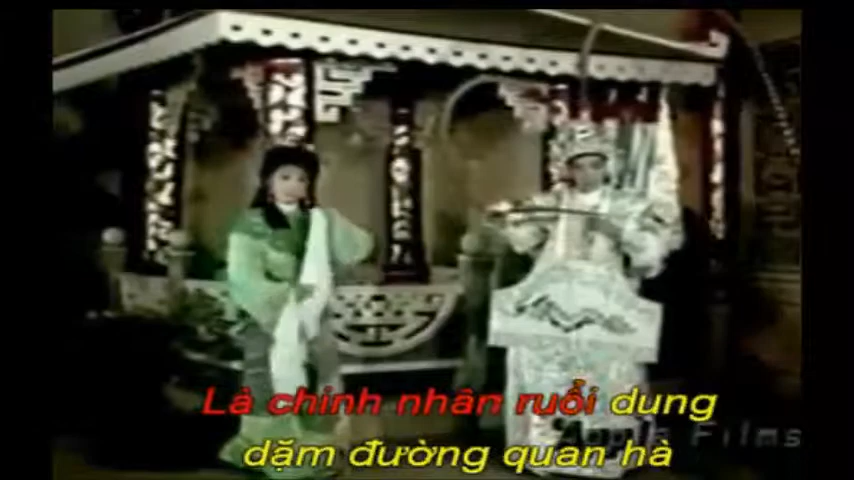 Là chinh nhân ruổi dung
dặm đường quan hà
Apple Films